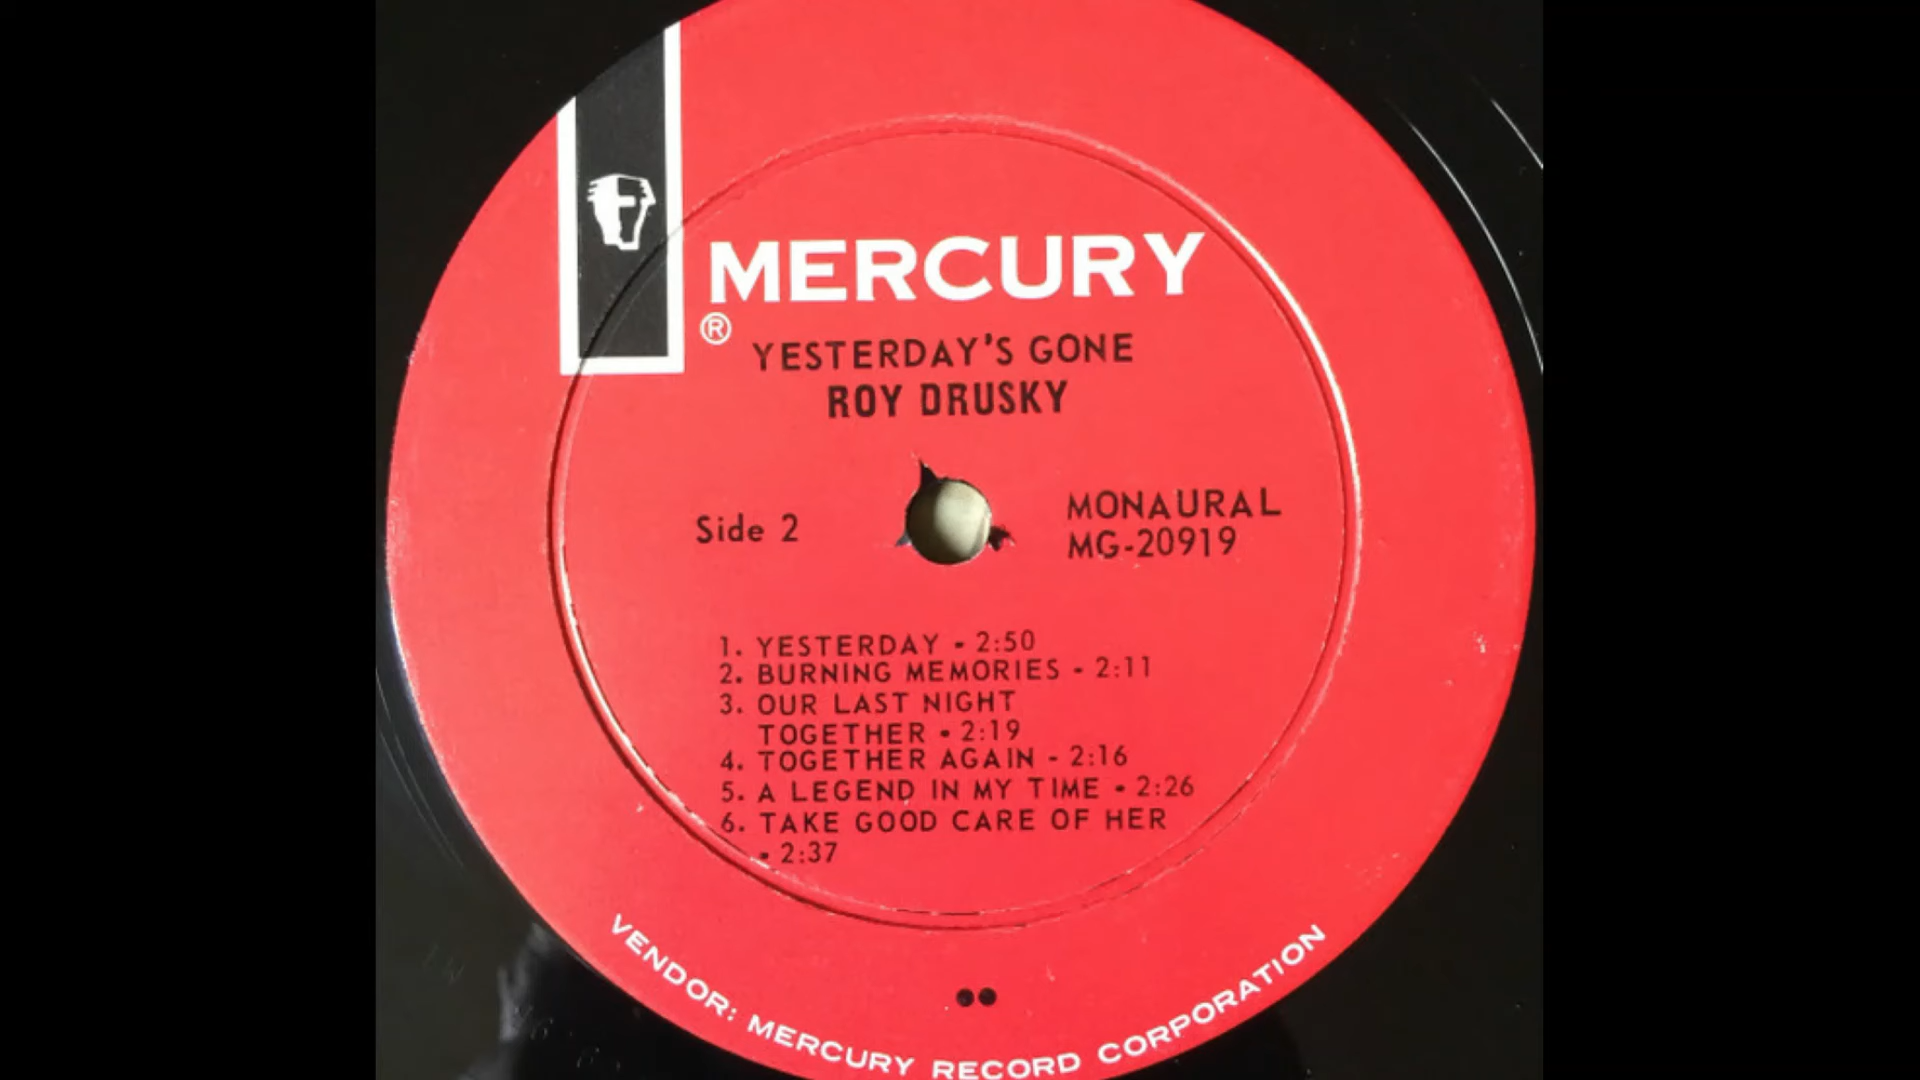 MERCURY
®
YESTERDAY'S GONE
ROY DRUSKY
Side 2
MONAURAL
MG-20919
1. YESTERDAY - 2:50
2. BURNING MEMORIES - 2:11
3. OUR LAST NIGHT
TOGETHER - 2:19
4. TOGETHER AGAIN - 2:16
5. A LEGEND IN MY TIME - 2:26
6. TAKE GOOD CARE OF HER
- 2:37
VENDOR: MERCURY RECORD CORPORATION